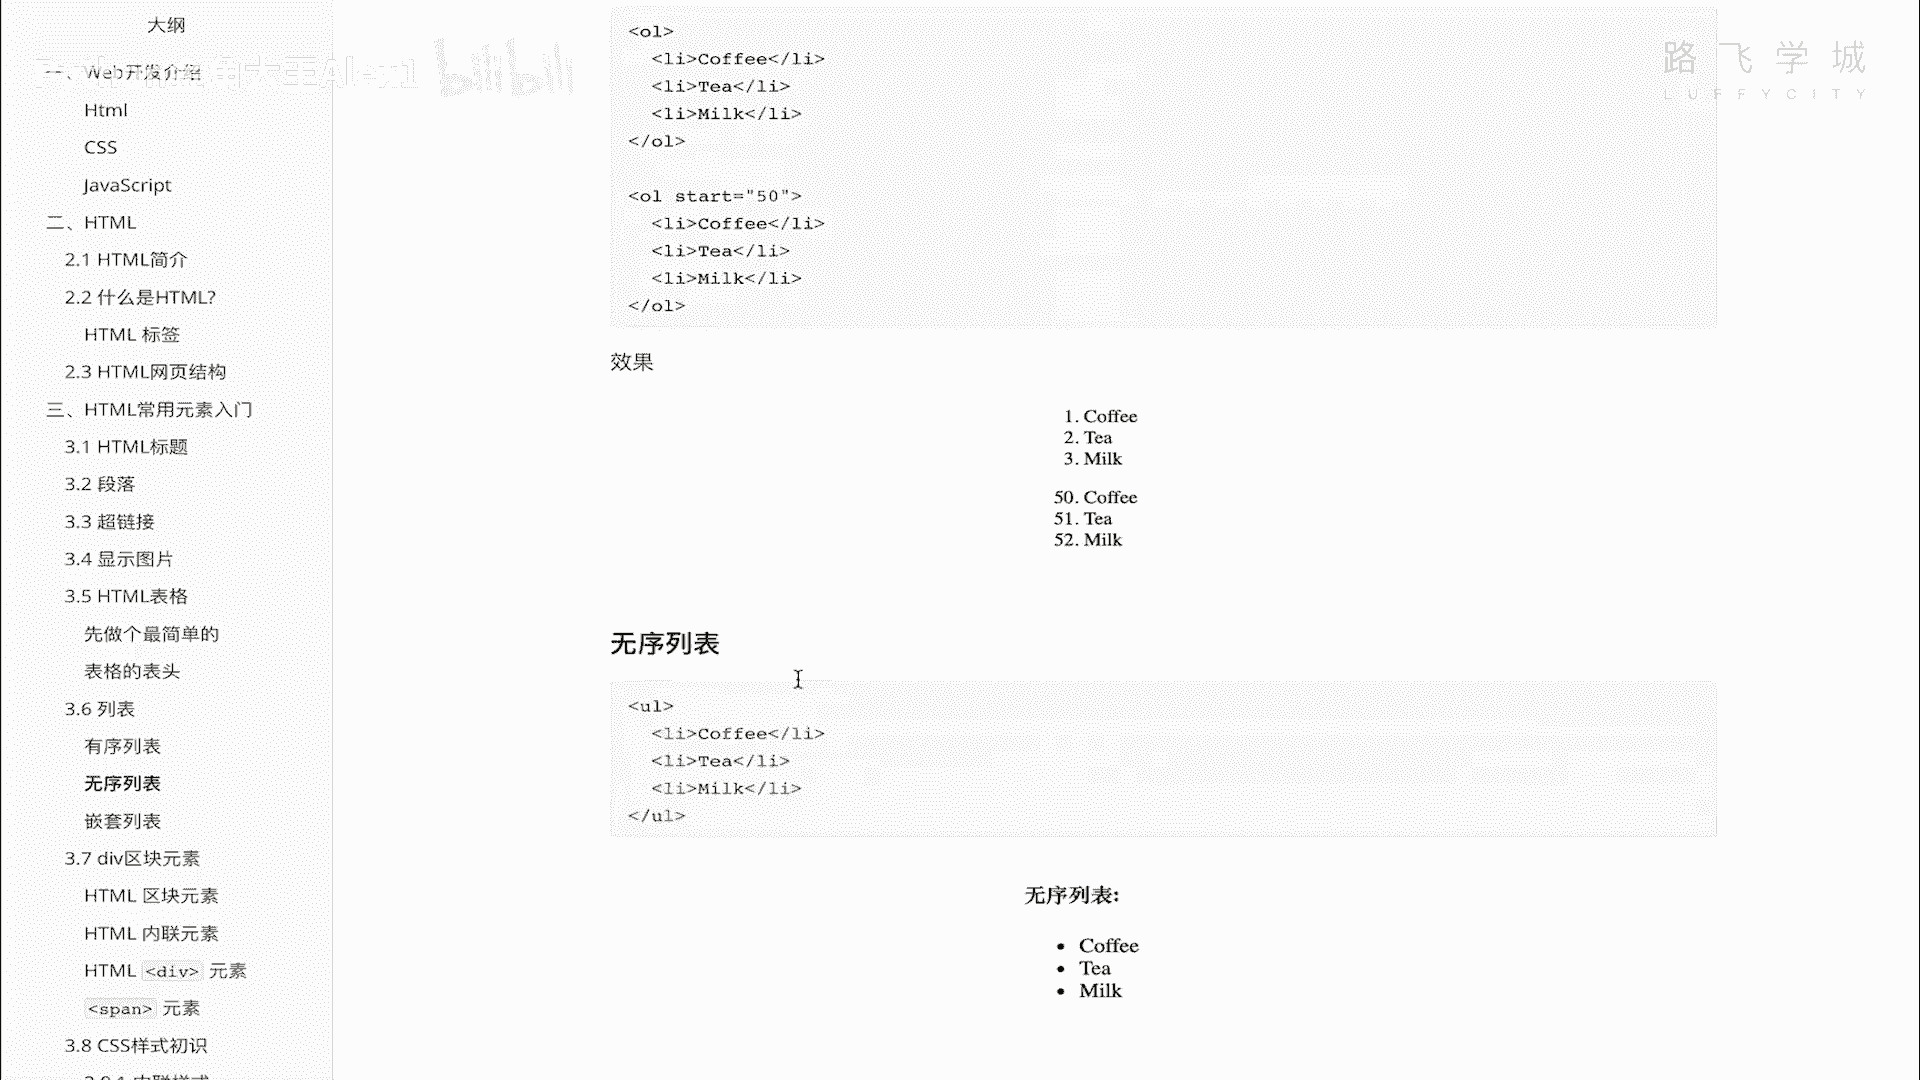 大纲
一、Web开发介绍
Html
CSS
JavaScript
二、HTML
2.1 HTML简介
2.2 什么是HTML?
HTML 标签
2.3 HTML网页结构
三、HTML常用元素入门
3.1 HTML标题
3.2 段落
3.3 超链接
3.4 显示图片
3.5 HTML表格
先做个最简单的
表格的表头
3.6 列表
有序列表
无序列表
嵌套列表
3.7 div区块元素
HTML 区块元素
HTML 内联元素
HTML <div> 元素
<span> 元素
3.8 CSS样式初识
bilibili
路飞学城
LUFFYCITY
<ol>
  <li>Coffee</li>
  <li>Tea</li>
  <li>Milk</li>
</ol>

<ol start="50">
  <li>Coffee</li>
  <li>Tea</li>
  <li>Milk</li>
</ol>
效果
1. Coffee
2. Tea
3. Milk
50. Coffee
51. Tea
52. Milk
无序列表
<ul>
  <li>Coffee</li>
  <li>Tea</li>
  <li>Milk</li>
</ul>
无序列表:
• Coffee
• Tea
• Milk